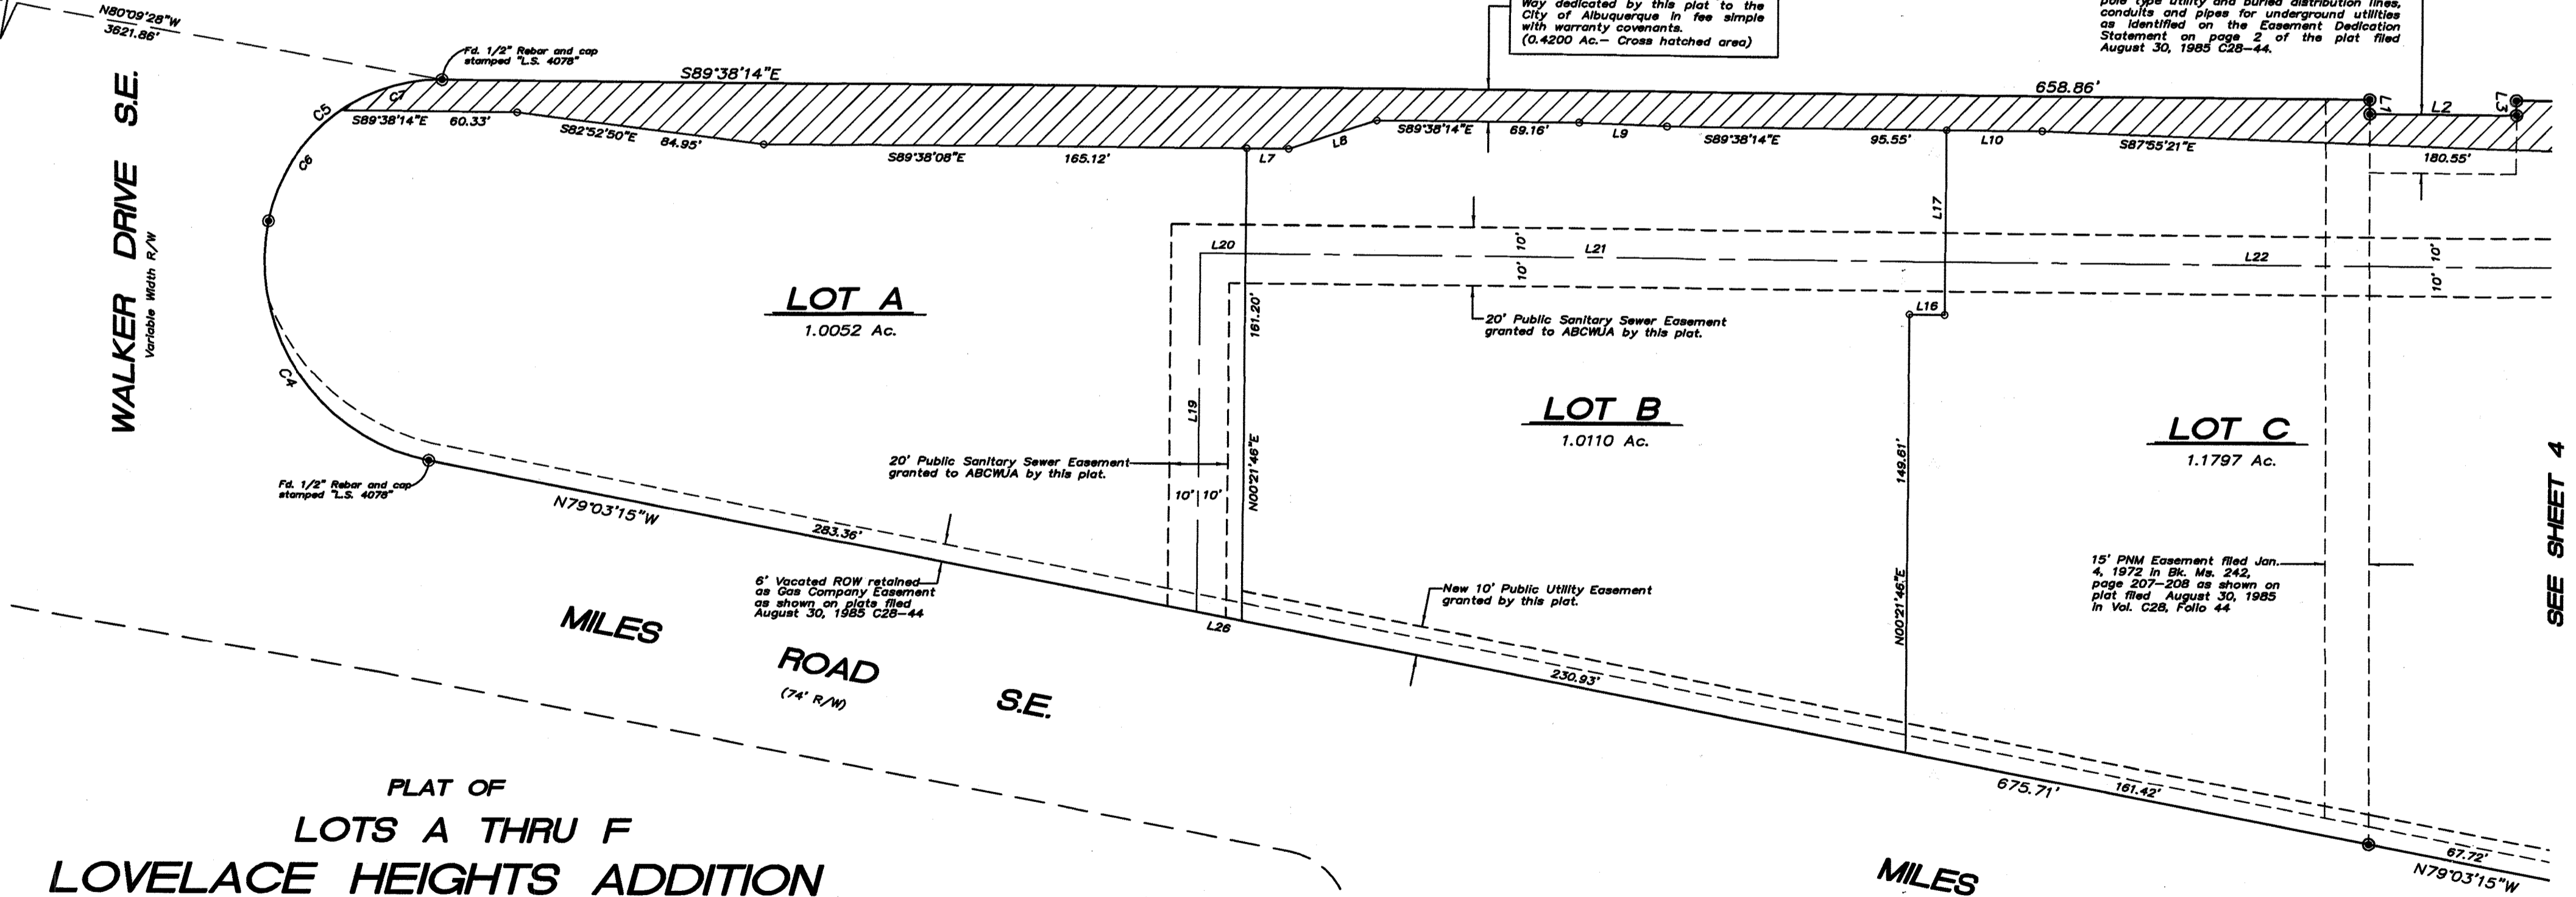 N80°09'28"W
3621.86'
Fd. 1/2" Rebar and cap
stamped "L.S. 4078"
WALKER DRIVE S.E.
Variable Width R/W
Way dedicated by this plat to the
City of Albuquerque in fee simple
with warranty covenants.
(0.4200 Ac.- Cross hatched area)
pole type utility and buried distribution lines,
conduits and pipes for underground utilities
as identified on the Easement Dedication
Statement on page 2 of the plat filed
August 30, 1985 C28-44.
S89°38'14"E
658.86'
L1
L2
L3
C7
C5
C6
C4
S89°38'14"E 60.33'
S82°52'50"E
84.95'
S89°38'08"E 165.12'
L7
L8
S89°38'14"E 69.16'
L9
S89°38'14"E 95.55'
L10
S87°55'21"E
180.55'
L17
L16
L20
L21
L22
10'
10'
10'
10'
LOT A
1.0052 Ac.
161.20'
N00°21'46"E
L19
20' Public Sanitary Sewer Easement
granted to ABCWUA by this plat.
20' Public Sanitary Sewer Easement
granted to ABCWUA by this plat.
10' 10'
LOT B
1.0110 Ac.
149.61'
N00°21'46"E
LOT C
1.1797 Ac.
SEE SHEET 4
Fd. 1/2" Rebar and cap
stamped "L.S. 4078"
N79°03'15"W
283.36'
6' Vacated ROW retained
as Gas Company Easement
as shown on plats filed
August 30, 1985 C28-44
L26
New 10' Public Utility Easement
granted by this plat.
15' PNM Easement filed Jan.
4, 1972 in Bk. Ms. 242,
page 207-208 as shown on
plat filed August 30, 1985
in Vol. C28, Folio 44
230.93'
675.71'
161.42'
67.72'
N79°03'15"W
MILES
ROAD
(74' R/W)
S.E.
MILES
PLAT OF
LOTS A THRU F
LOVELACE HEIGHTS ADDITION